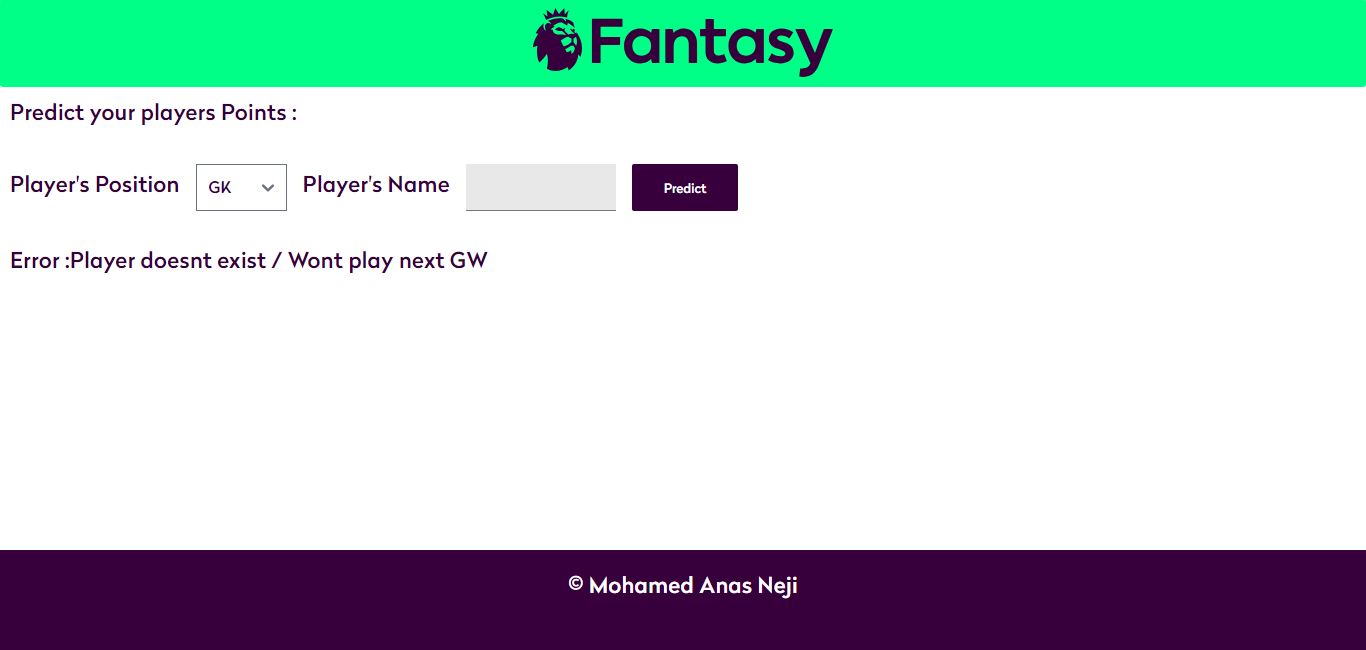 Fantasy
Predict your players Points :
Player's Position GK Player's Name Predict
Error :Player doesnt exist / Wont play next GW
© Mohamed Anas Neji